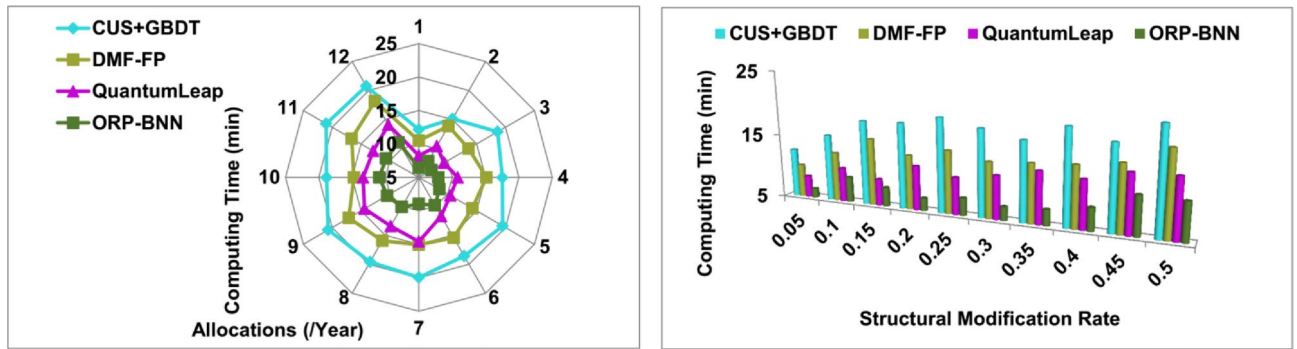 CUS+GBDT
DMF-FP
QuantumLeap
ORP-BNN
Computing Time (min)
25
20
15
10
5
1
2
3
4
5
6
7
8
9
10
11
12
Allocations (/Year)
CUS+GBDT DMF-FP QuantumLeap ORP-BNN
Computing Time (min)
25
15
5
0.05 0.1 0.15 0.2 0.25 0.3 0.35 0.4 0.45 0.5
Structural Modification Rate